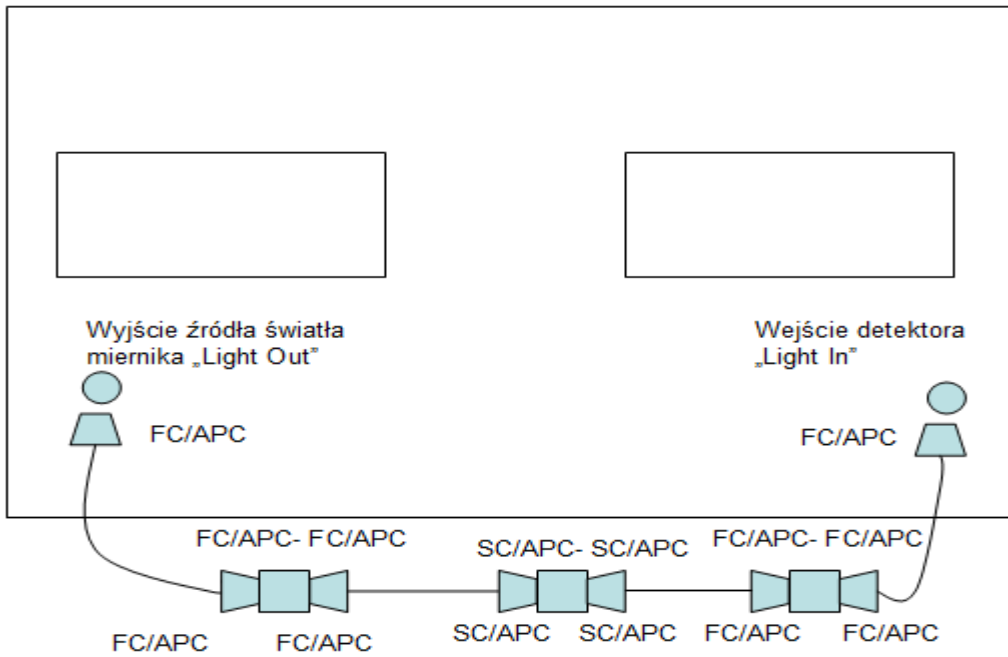 Wyjście źródła światła
miernika „Light Out”
Wejście detektora
„Light In”
FC/APC
FC/APC
FC/APC- FC/APC
SC/APC- SC/APC
FC/APC- FC/APC
FC/APC
FC/APC
SC/APC
SC/APC
FC/APC
FC/APC